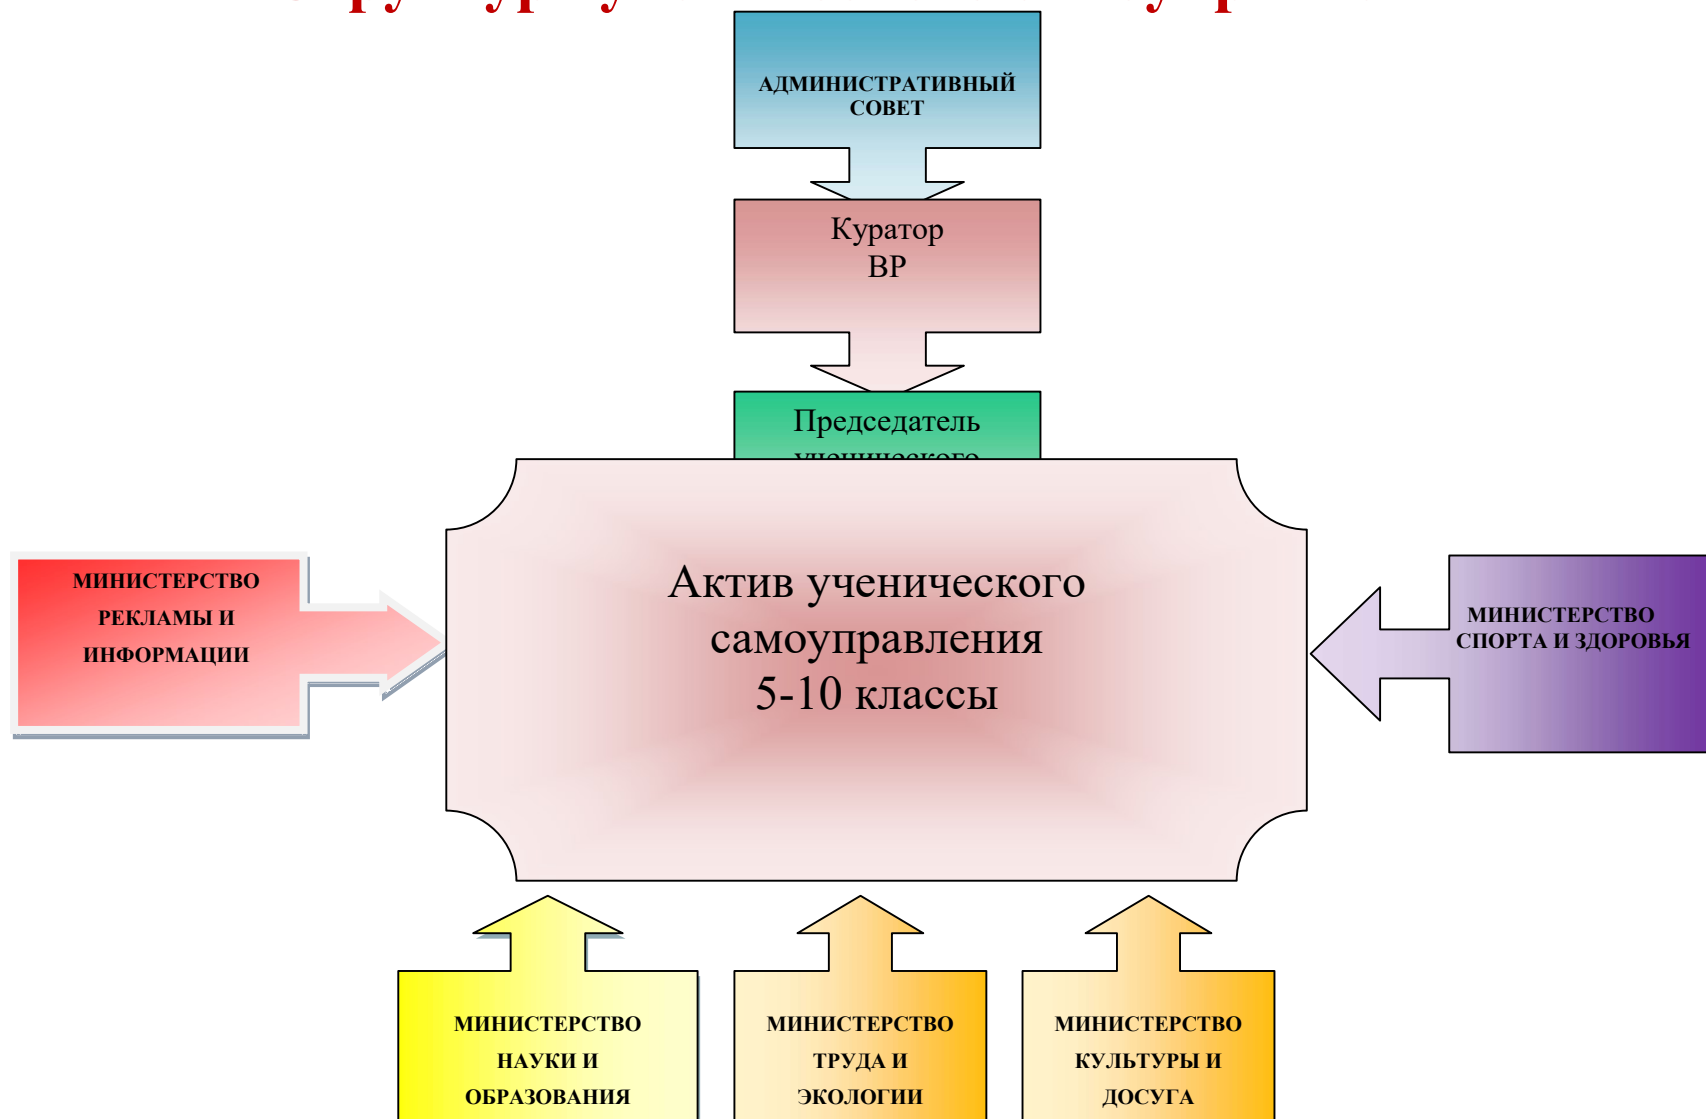 АДМИНИСТРАТИВНЫЙ
СОВЕТ
Куратор
ВР
Председатель
ученического
Актив ученического
самоуправления
5-10 классы
МИНИСТЕРСТВО
РЕКЛАМЫ И
ИНФОРМАЦИИ
МИНИСТЕРСТВО
СПОРТА И ЗДОРОВЬЯ
МИНИСТЕРСТВО
НАУКИ И
ОБРАЗОВАНИЯ
МИНИСТЕРСТВО
ТРУДА И
ЭКОЛОГИИ
МИНИСТЕРСТВО
КУЛЬТУРЫ И
ДОСУГА